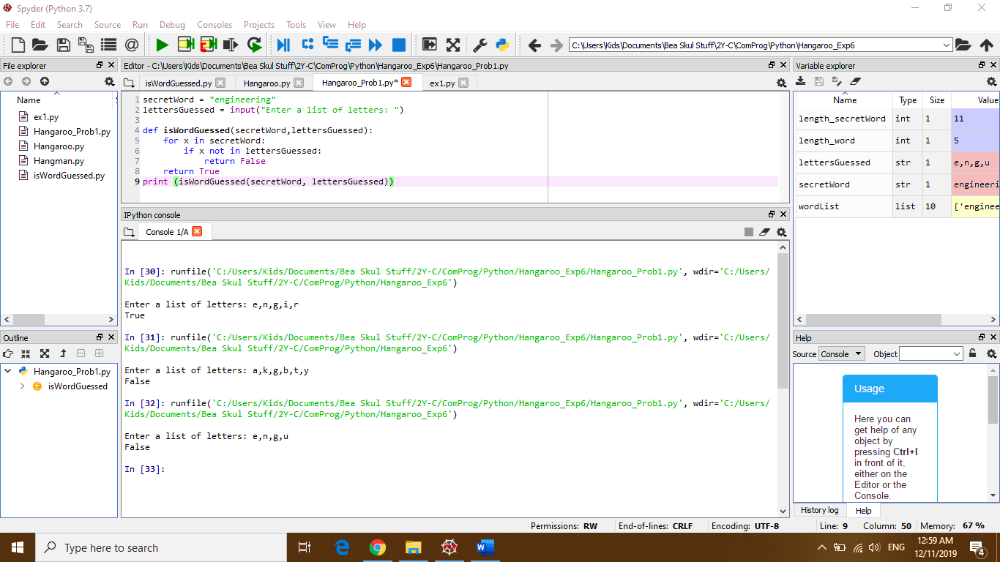 Spyder (Python 3.7)
File Edit Search Source Run Debug Consoles Projects Tools View Help
C:\Users\Kids\Documents\Bea Skul Stuff\2Y-C\ComProg\Python\Hangaroo_Exp6
File explorer
Name
ex1.py
Hangaroo_Prob1.py
Hangaroo.py
Hangman.py
isWordGuessed.py
Outline
Hangaroo_Prob1.py
isWordGuessed
Editor - C:\Users\Kids\Documents\Bea Skul Stuff\2Y-C\ComProg\Python\Hangaroo_Exp6\Hangaroo_Prob1.py
isWordGuessed.py Hangaroo.py Hangaroo_Prob1.py* ex1.py
1 secretWord = "engineering"
2 lettersGuessed = input("Enter a list of letters: ")
3
4 def isWordGuessed(secretWord,lettersGuessed):
5     for x in secretWord:
6         if x not in lettersGuessed:
7             return False
8     return True
9 print (isWordGuessed(secretWord, lettersGuessed))
IPython console
Console 1/A
In [30]: runfile('C:/Users/Kids/Documents/Bea Skul Stuff/2Y-C/ComProg/Python/Hangaroo_Exp6/Hangaroo_Prob1.py', wdir='C:/Users/
Kids/Documents/Bea Skul Stuff/2Y-C/ComProg/Python/Hangaroo_Exp6')
Enter a list of letters: e,n,g,i,r
True
In [31]: runfile('C:/Users/Kids/Documents/Bea Skul Stuff/2Y-C/ComProg/Python/Hangaroo_Exp6/Hangaroo_Prob1.py', wdir='C:/Users/
Kids/Documents/Bea Skul Stuff/2Y-C/ComProg/Python/Hangaroo_Exp6')
Enter a list of letters: a,k,g,b,t,y
False
In [32]: runfile('C:/Users/Kids/Documents/Bea Skul Stuff/2Y-C/ComProg/Python/Hangaroo_Exp6/Hangaroo_Prob1.py', wdir='C:/Users/
Kids/Documents/Bea Skul Stuff/2Y-C/ComProg/Python/Hangaroo_Exp6')
Enter a list of letters: e,n,g,u
False
In [33]:
Variable explorer
Name Type Size Value
length_secretWord int 1 11
length_word int 1 5
lettersGuessed str 1 e,n,g,u
secretWord str 1 engineeri
wordList list 10 ['enginee
Help
Source Console Object
Usage
Here you can
get help of any
object by
pressing Ctrl+I
in front of it,
either on the
Editor or the
Console.
History log Help
Permissions: RW End-of-lines: CRLF Encoding: UTF-8 Line: 9 Column: 50 Memory: 67 %
Type here to search
ENG
12:59 AM
12/11/2019
4